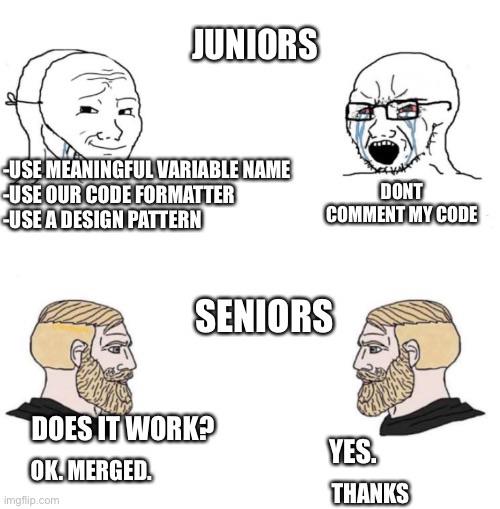 JUNIORS
-USE MEANINGFUL VARIABLE NAME
-USE OUR CODE FORMATTER
-USE A DESIGN PATTERN
DONT
COMMENT MY CODE
SENIORS
DOES IT WORK?
YES.
OK. MERGED.
THANKS
imgflip.com